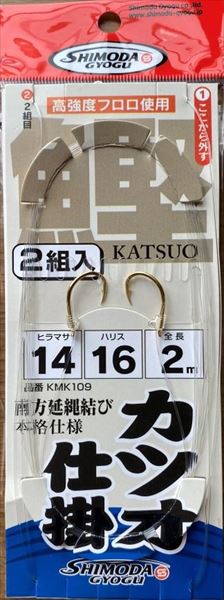 Shimoda Gyogu co., ltd.
www.shimoda-gyogu.jp
SHIMODA
GYOGU
②2組目
高強度フロロ使用
①ここから外す
鰹
2組入
KATSUO
ヒラマサ
14
ハリス
16
全長
2m
品番 KMK109
南方延縄結び
本格仕様
カツオ
仕掛
SHIMODA
GYOGU